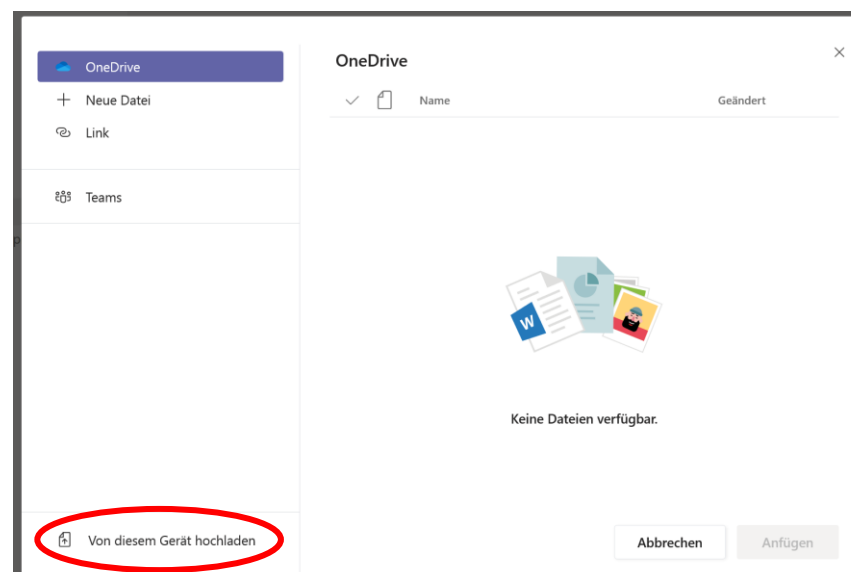 OneDrive
Neue Datei
Link
Teams
Von diesem Gerät hochladen
OneDrive
Name Geändert
W
Keine Dateien verfügbar.
Abbrechen Anfügen